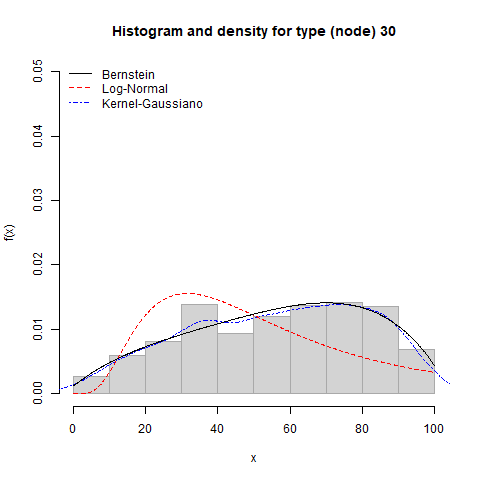 Histogram and density for type (node) 30
Bernstein
Log-Normal
Kernel-Gaussiano
f(x)
0.05
0.04
0.03
0.02
0.01
0.00
0 20 40 60 80 100
x